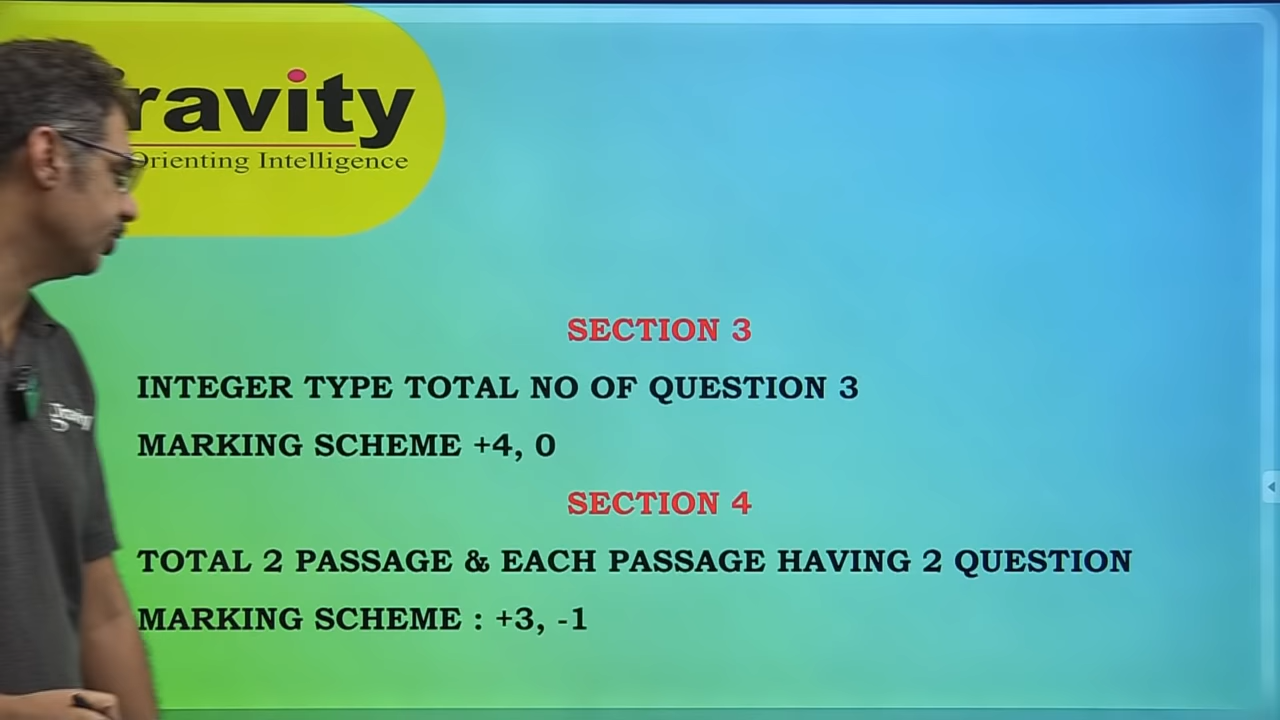 ravity
Orienting Intelligence
SECTION 3
INTEGER TYPE TOTAL NO OF QUESTION 3
MARKING SCHEME +4, 0
SECTION 4
TOTAL 2 PASSAGE & EACH PASSAGE HAVING 2 QUESTION
MARKING SCHEME : +3, -1
gravity